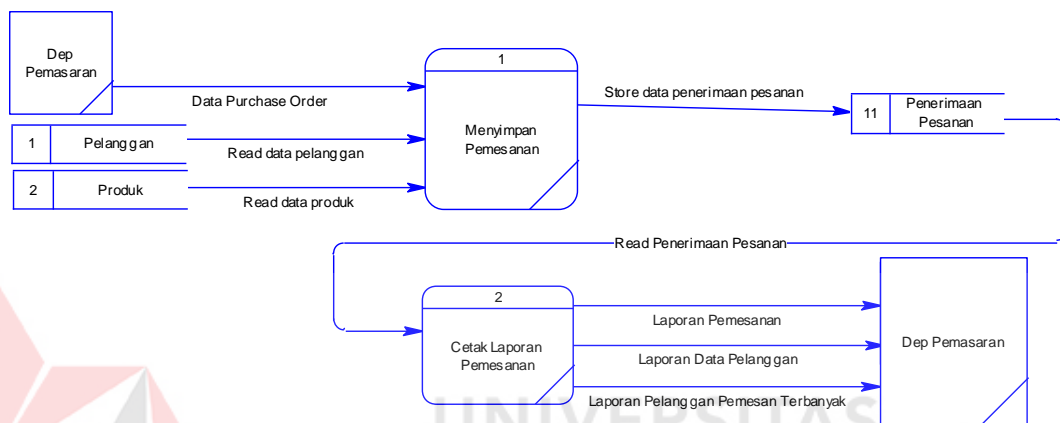 Dep
Pemasaran
Data Purchase Order
1
Pelanggan
Read data pelanggan
2
Produk
Read data produk
1
Menyimpan
Pemesanan
Store data penerimaan pesanan
11
Penerimaan
Pesanan
Read Penerimaan Pesanan
2
Cetak Laporan
Pemesanan
Laporan Pemesanan
Laporan Data Pelanggan
Laporan Pelanggan Pemesan Terbanyak
Dep Pemasaran
UNIVERSITAS